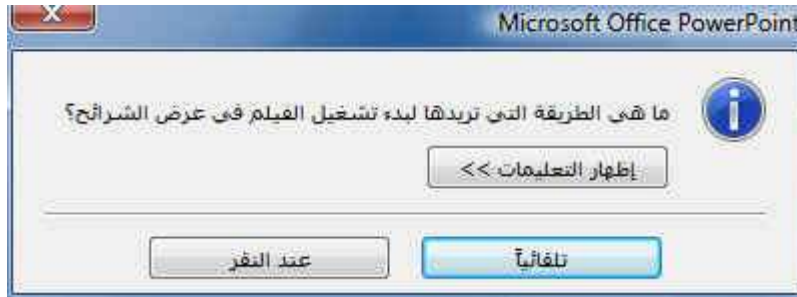 Microsoft Office PowerPoint
ما هي الطريقة التي تريدها لبدء تشغيل الفيلم في عرض الشرائح؟
إظهار التعليمات >>
تلقائياً
عند النقر